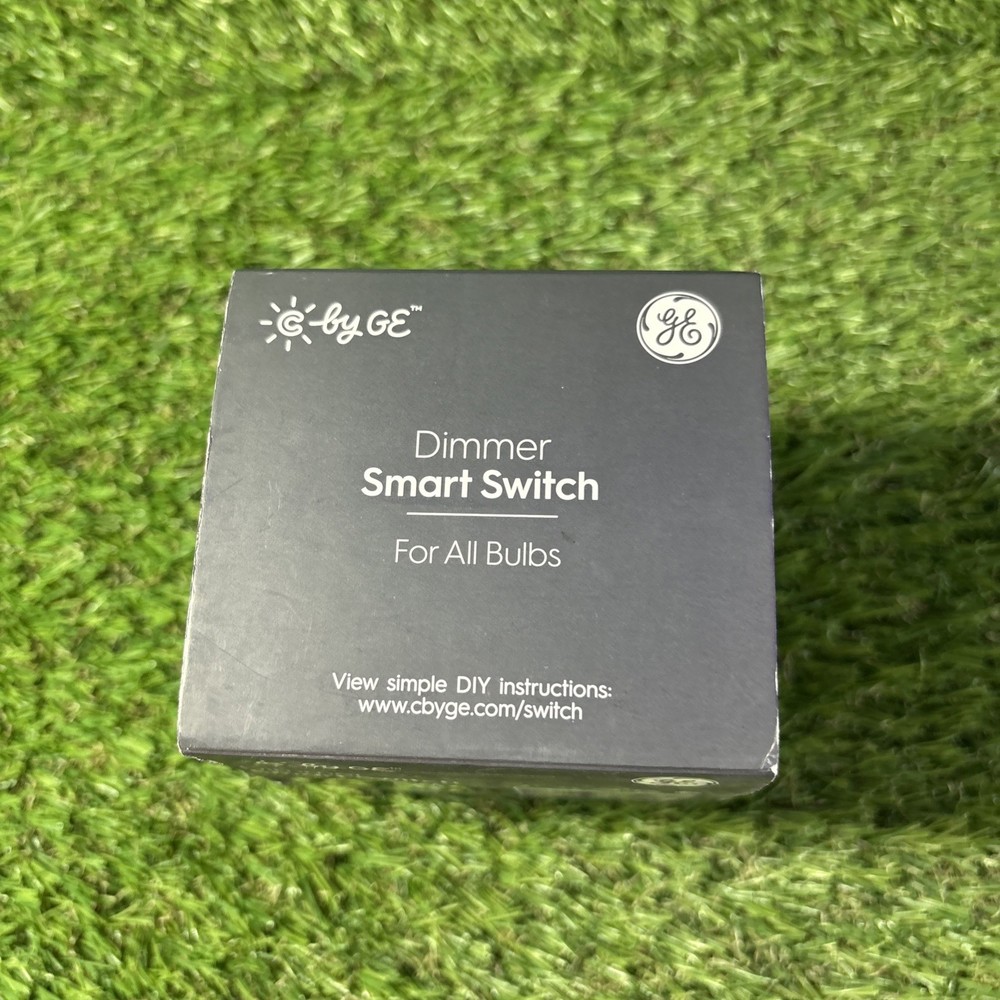 C by GE™
GE
Dimmer
Smart Switch
For All Bulbs
View simple DIY instructions:
www.cbyge.com/switch